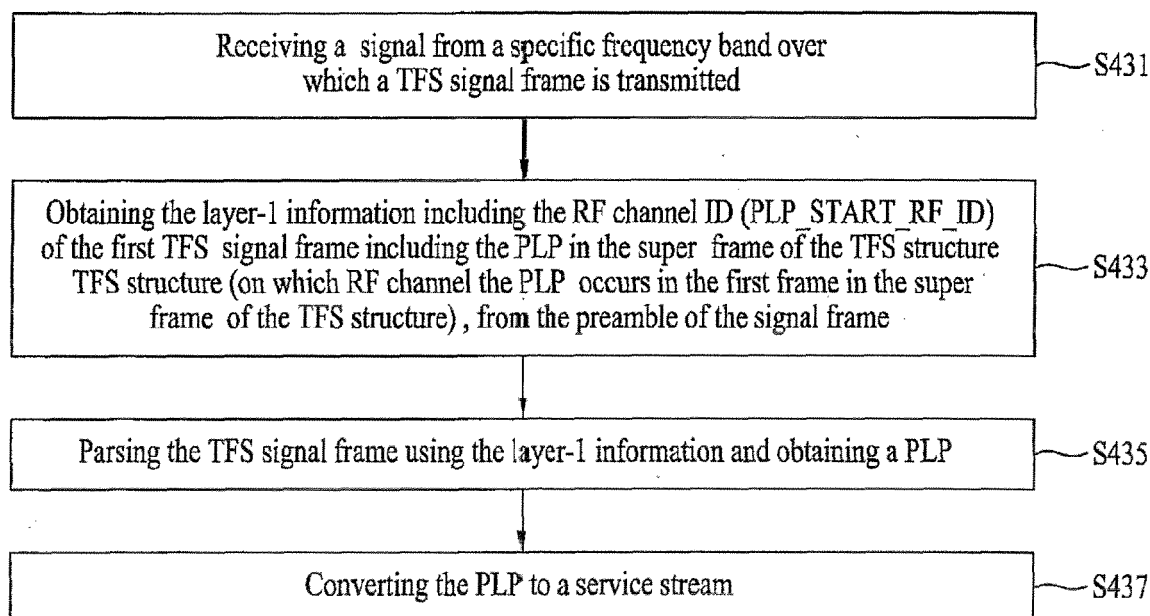 Receiving a signal from a specific frequency band over
which a TFS signal frame is transmitted
S431
Obtaining the layer-1 information including the RF channel ID (PLP_START_RF_ID)
of the first TFS signal frame including the PLP in the super frame of the TFS structure
TFS structure (on which RF channel the PLP occurs in the first frame in the super
frame of the TFS structure), from the preamble of the signal frame
S433
Parsing the TFS signal frame using the layer-1 information and obtaining a PLP
S435
Converting the PLP to a service stream
S437